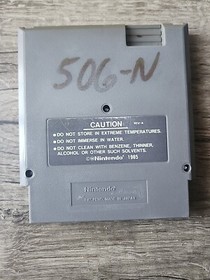 506-N
CAUTION
•DO NOT STORE IN EXTREME TEMPERATURES.
•DO NOT IMMERSE IN WATER.
•DO NOT CLEAN WITH BENZENE, THINNER,
ALCOHOL OR OTHER SUCH SOLVENTS.
©Nintendo 1985
Nintendo